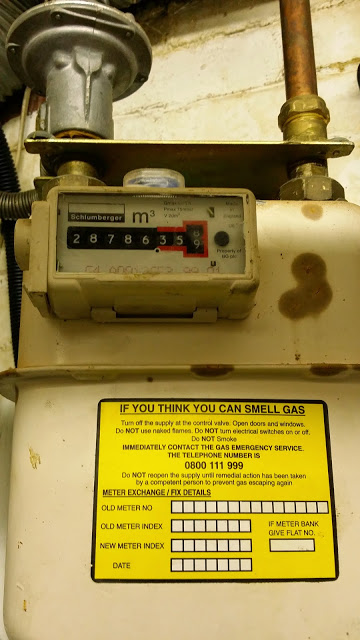 Schlumberger
m³
2 8 7 8 6 3 5 8 9
Property of
IF YOU THINK YOU CAN SMELL GAS
Turn off the supply at the control valve. Open doors and windows.
Do NOT use naked flames. Do NOT turn electrical switches on or off.
Do NOT Smoke
IMMEDIATELY CONTACT THE GAS EMERGENCY SERVICE.
THE TELEPHONE NUMBER IS
0800 111 999
Do NOT reopen the supply until remedial action has been taken
by a competent person to prevent gas escaping again
METER EXCHANGE / FIX DETAILS
OLD METER NO
OLD METER INDEX
IF METER BANK
GIVE FLAT NO.
NEW METER INDEX
DATE